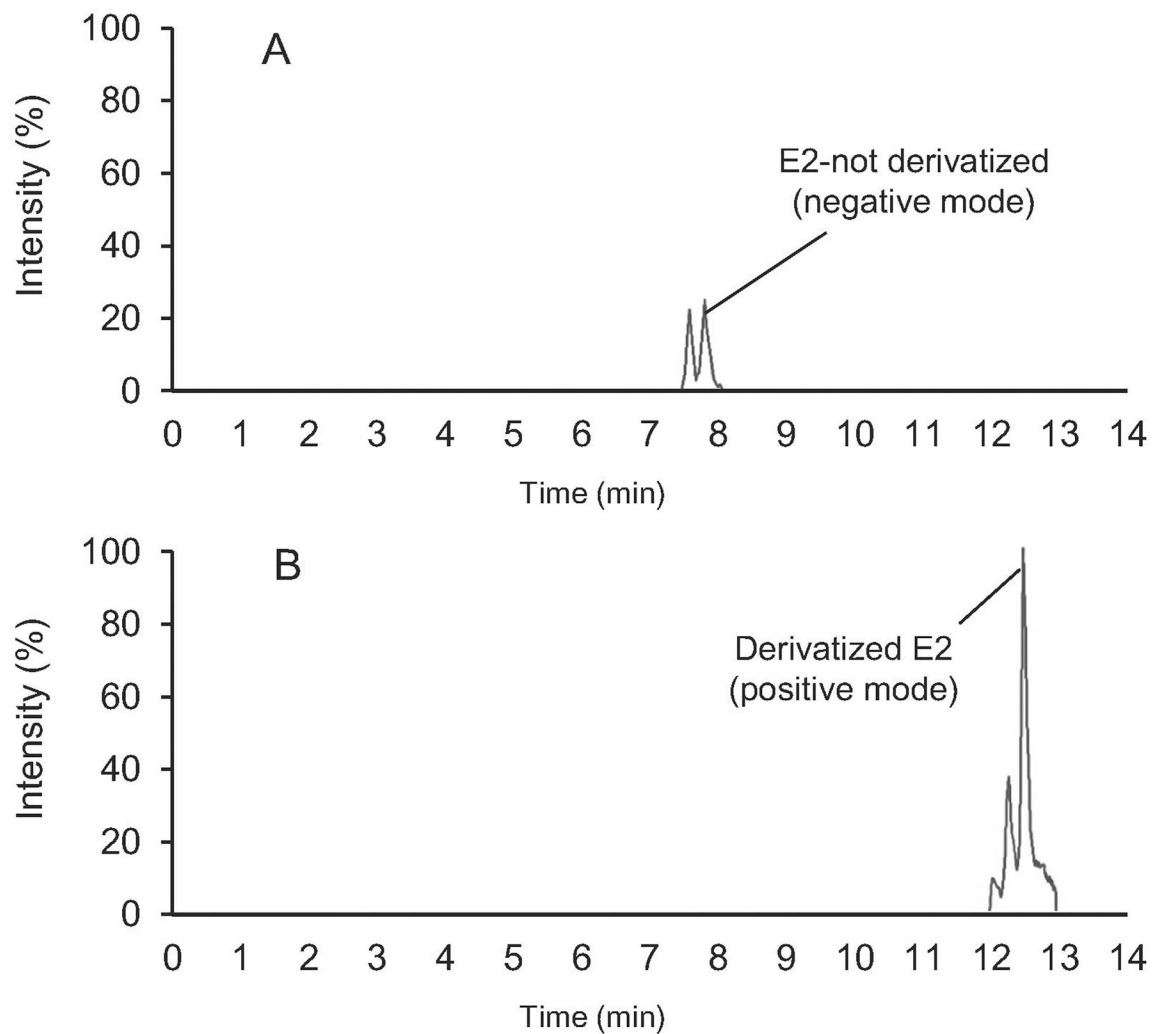 A
100
80
60
40
20
0
Intensity (%)
E2-not derivatized
(negative mode)
0 1 2 3 4 5 6 7 8 9 10 11 12 13 14
Time (min)
B
100
80
60
40
20
0
Intensity (%)
Derivatized E2
(positive mode)
0 1 2 3 4 5 6 7 8 9 10 11 12 13 14
Time (min)